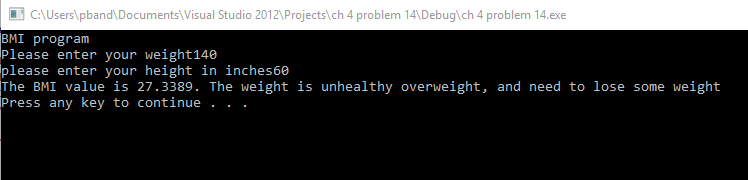 C:\Users\pband\Documents\Visual Studio 2012\Projects\ch 4 problem 14\Debug\ch 4 problem 14.exe
BMI program
Please enter your weight140
please enter your height in inches60
The BMI value is 27.3389. The weight is unhealthy overweight, and need to lose some weight
Press any key to continue . . .